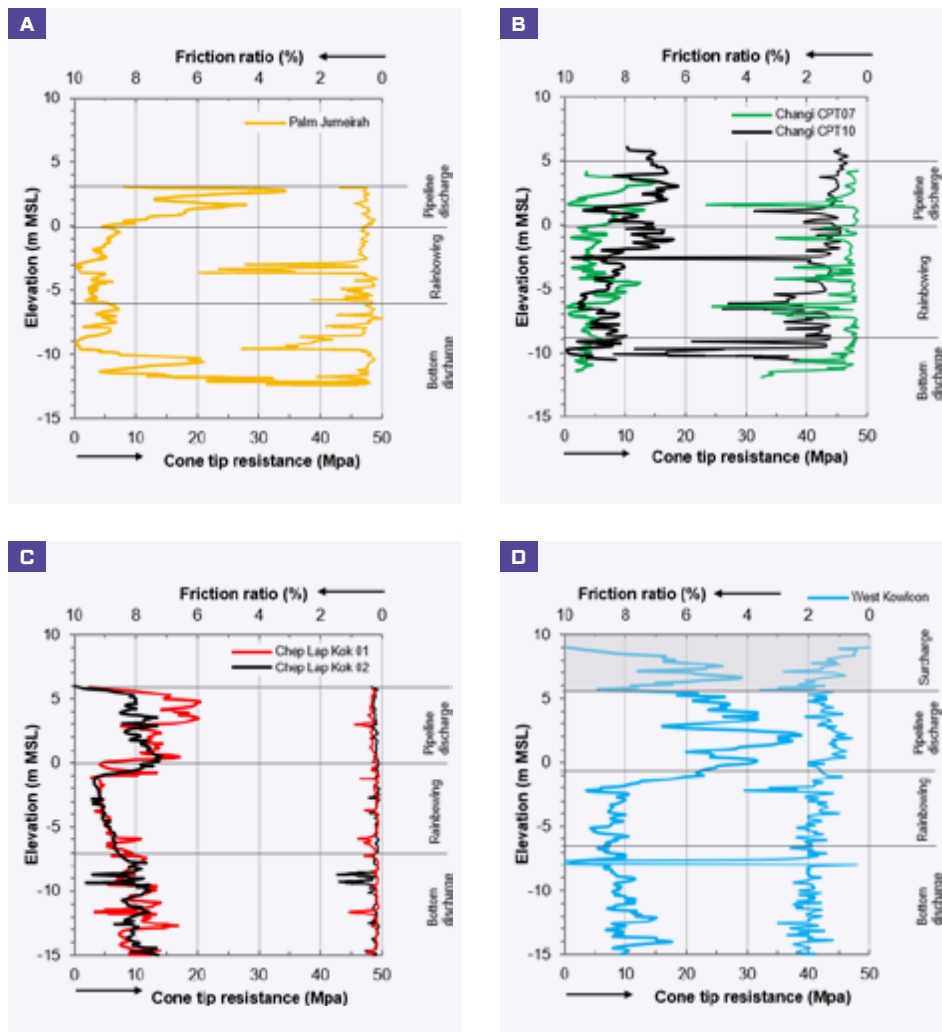 A
Friction ratio (%)
10 8 6 4 2 0
10
5
0
-5
-10
-15
Elevation (m MSL)
Palm Jumeirah
Pipeline
discharge
Rainbowing
Bottom
discharge
0 10 20 30 40 50
Cone tip resistance (Mpa)
B
Friction ratio (%)
10 8 6 4 2 0
10
5
0
-5
-10
-15
Elevation (m MSL)
Changi CPT07
Changi CPT10
Pipeline
discharge
Rainbowing
Bottom
discharge
0 10 20 30 40 50
Cone tip resistance (Mpa)
C
Friction ratio (%)
10 8 6 4 2 0
10
5
0
-5
-10
-15
Elevation (m MSL)
Chep Lap Kok 01
Chep Lap Kok 02
Pipeline
discharge
Rainbowing
Bottom
discharge
0 10 20 30 40 50
Cone tip resistance (Mpa)
D
Friction ratio (%)
West Kowloon
10 8 6 4 2 0
10
5
0
-5
-10
-15
Elevation (m MSL)
Surcharge
Pipeline
discharge
Rainbowing
Bottom
discharge
0 10 20 30 40 50
Cone tip resistance (Mpa)